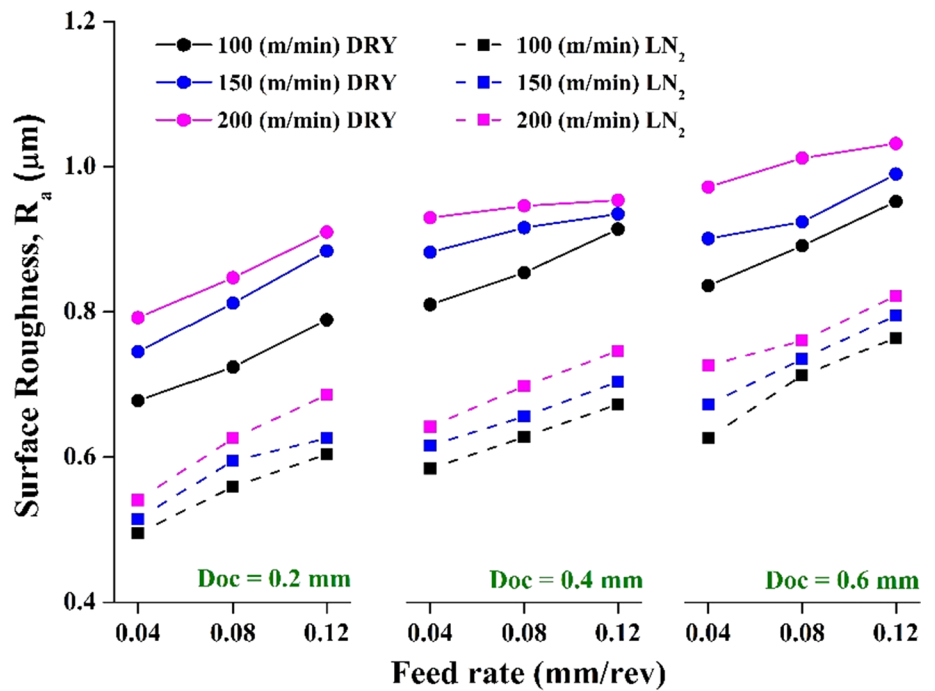 1.2
1.0
0.8
0.6
0.4
Surface Roughness, Rₐ (μm)
100 (m/min) DRY
150 (m/min) DRY
200 (m/min) DRY
100 (m/min) LN₂
150 (m/min) LN₂
200 (m/min) LN₂
Doc = 0.2 mm
Doc = 0.4 mm
Doc = 0.6 mm
0.04 0.08 0.12
0.04 0.08 0.12
0.04 0.08 0.12
Feed rate (mm/rev)